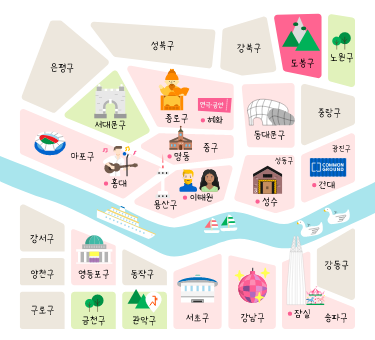 성북구
강북구
도봉구
노원구
은평구
서대문구
종로구
연극·공연
혜화
동대문구
중랑구
마포구
홍대
명동
중구
성동구
광진구
COMMON
GROUND
건대
용산구
이태원
성수
강서구
양천구
구로구
영등포구
동작구
금천구
관악구
서초구
강남구
잠실
송파구
강동구